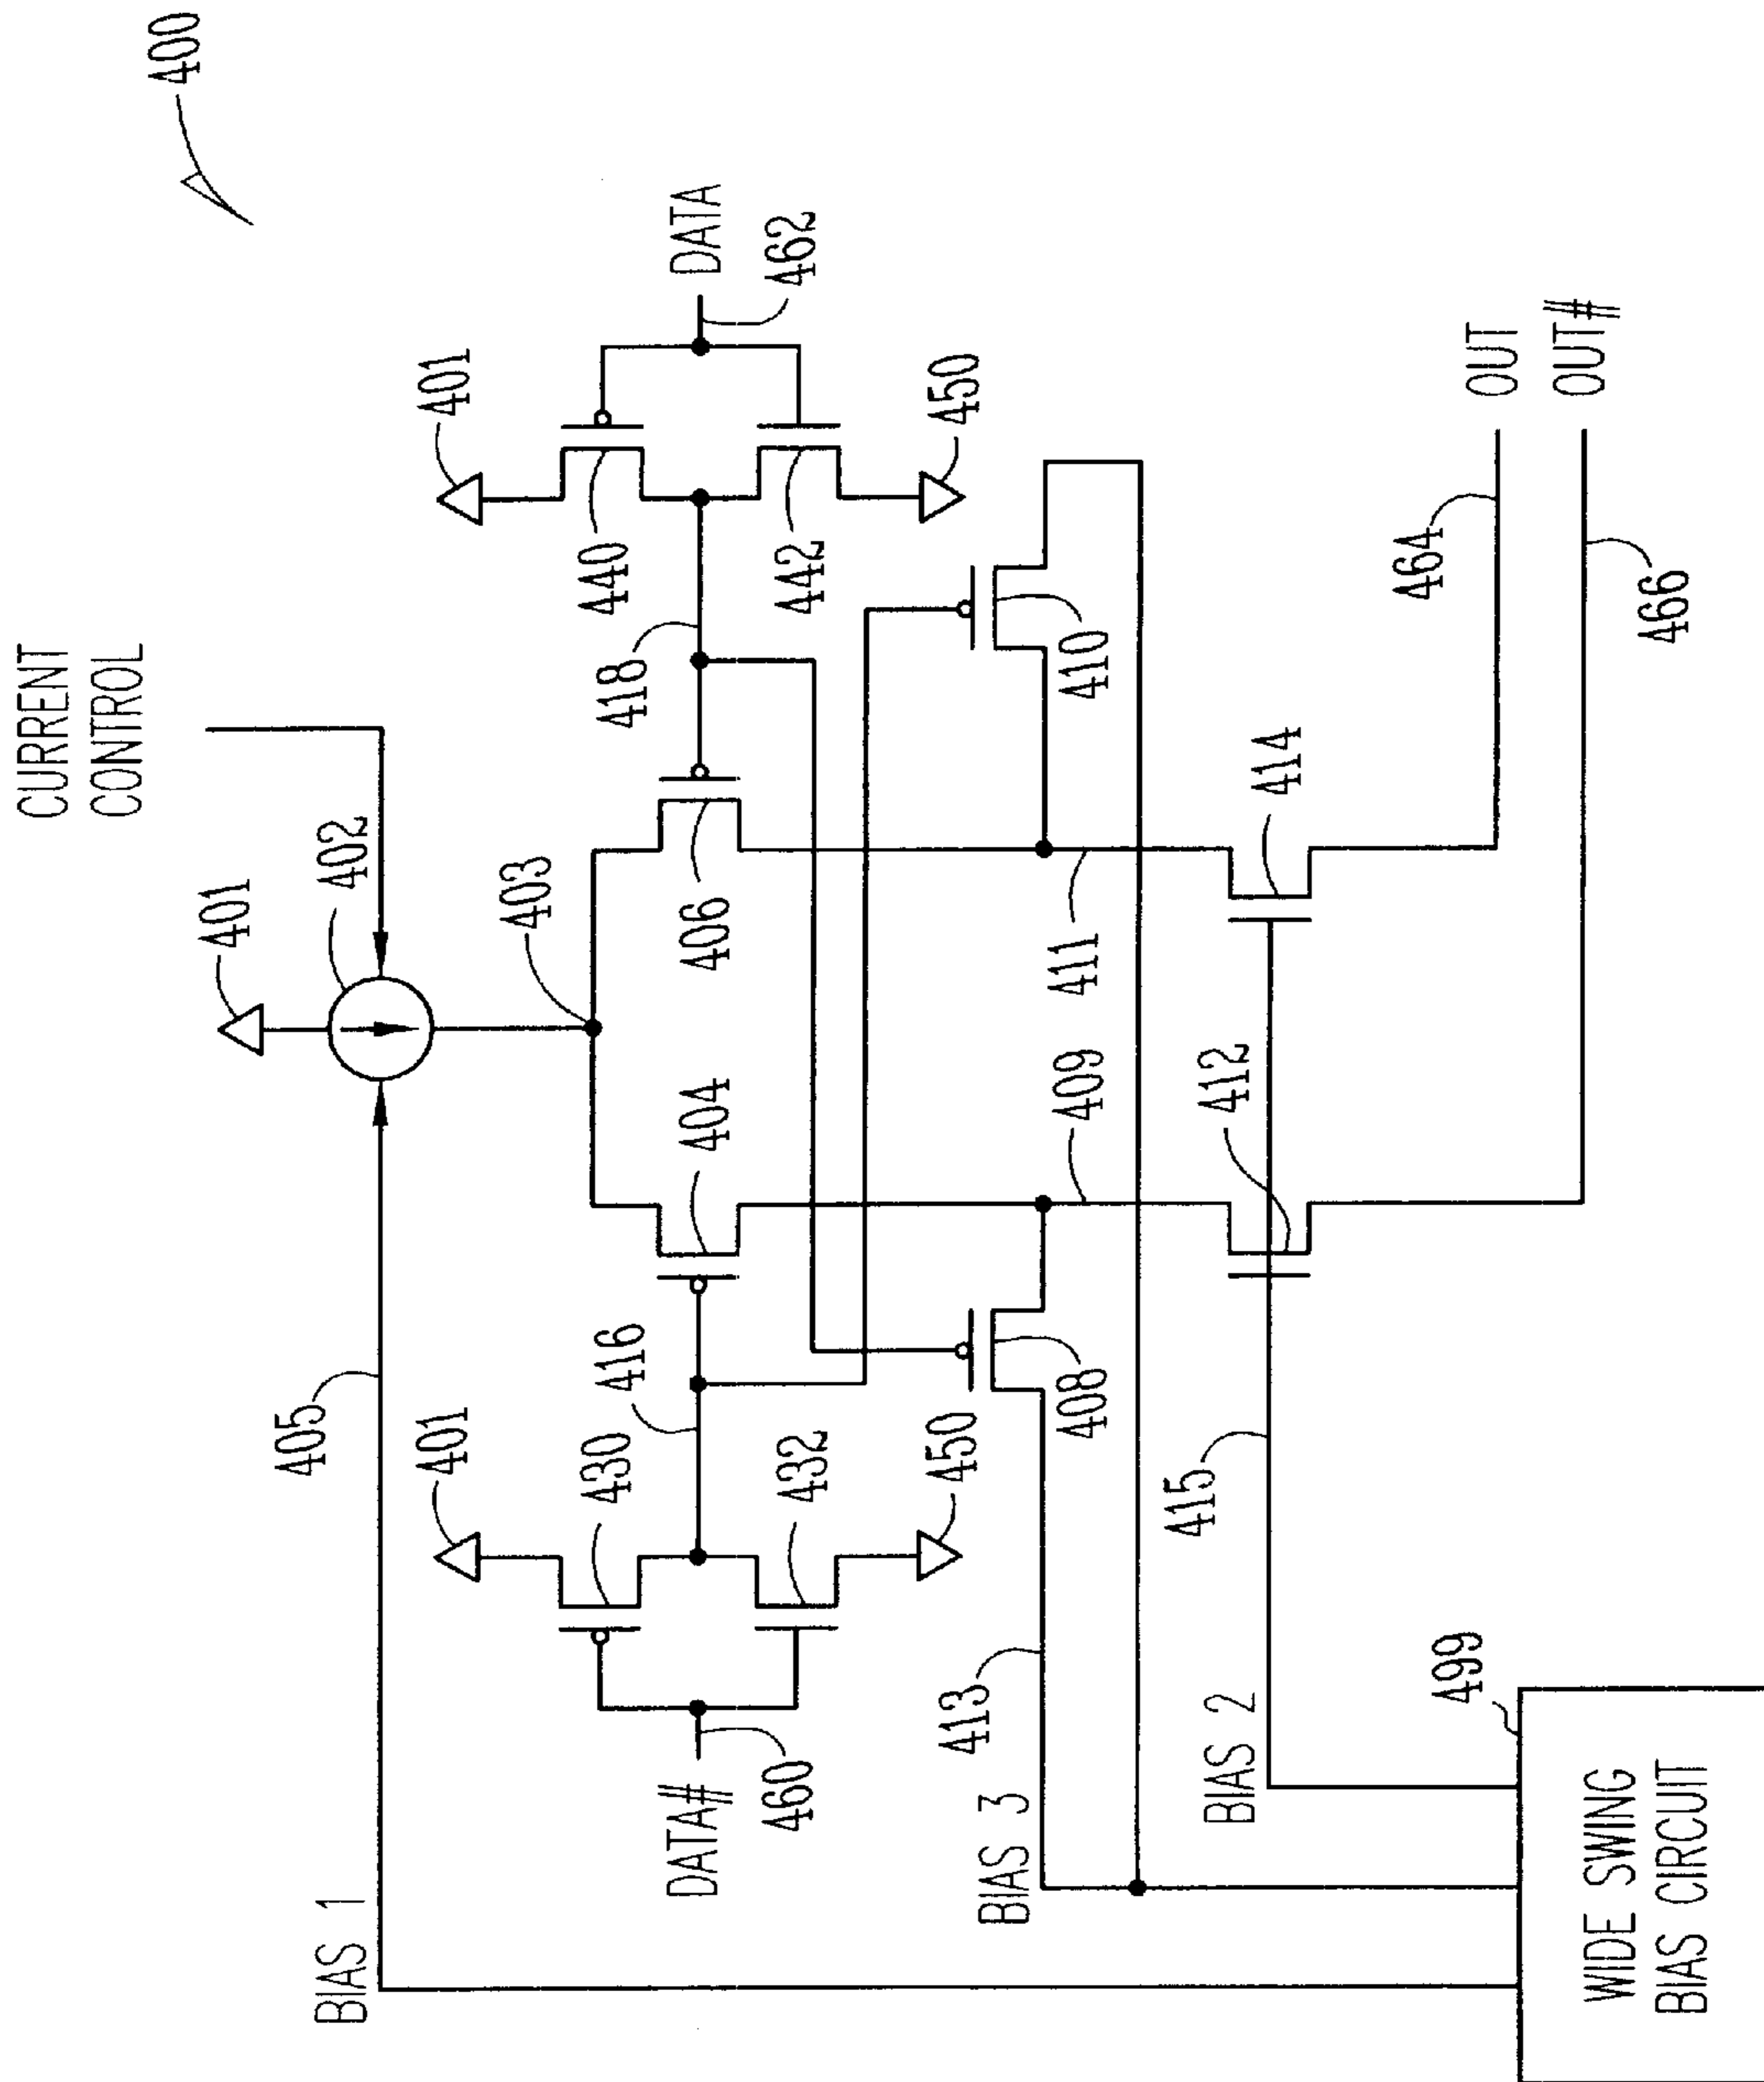 CURRENT
CONTROL
400
401
405
BIAS 1
402
401
401
403
430
416
418
440
DATA#
404
406
DATA
460
432
442
462
450
450
413
BIAS 3
408
409
411
410
415
412
414
BIAS 2
464
OUT
499
OUT#
466
WIDE SWING
BIAS CIRCUIT